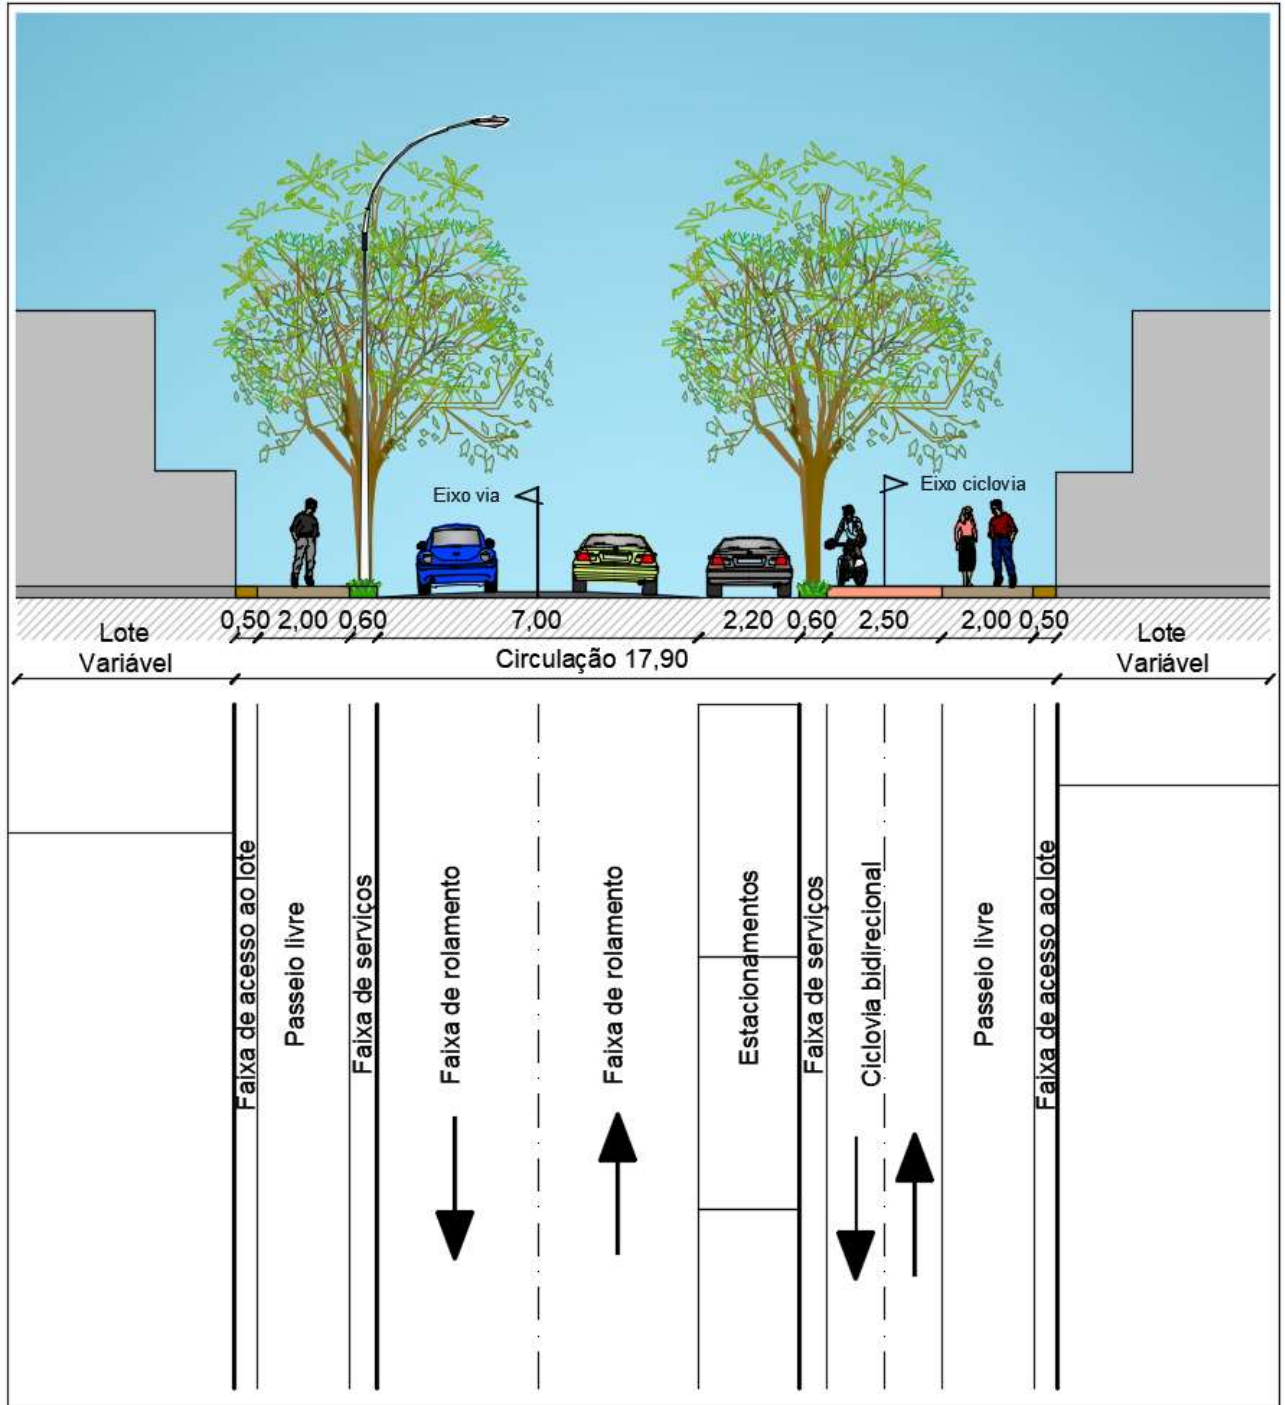 Eixo via
Eixo ciclovia
0,50 2,00 0,60 7,00 2,20 0,60 2,50 2,00 0,50
Lote
Variável
Circulação 17,90
Lote
Variável
Faixa de acesso ao lote
Passeio livre
Faixa de serviços
Faixa de rolamento
Faixa de rolamento
Estacionamentos
Faixa de serviços
Ciclovia bidirecional
Passeio livre
Faixa de acesso ao lote